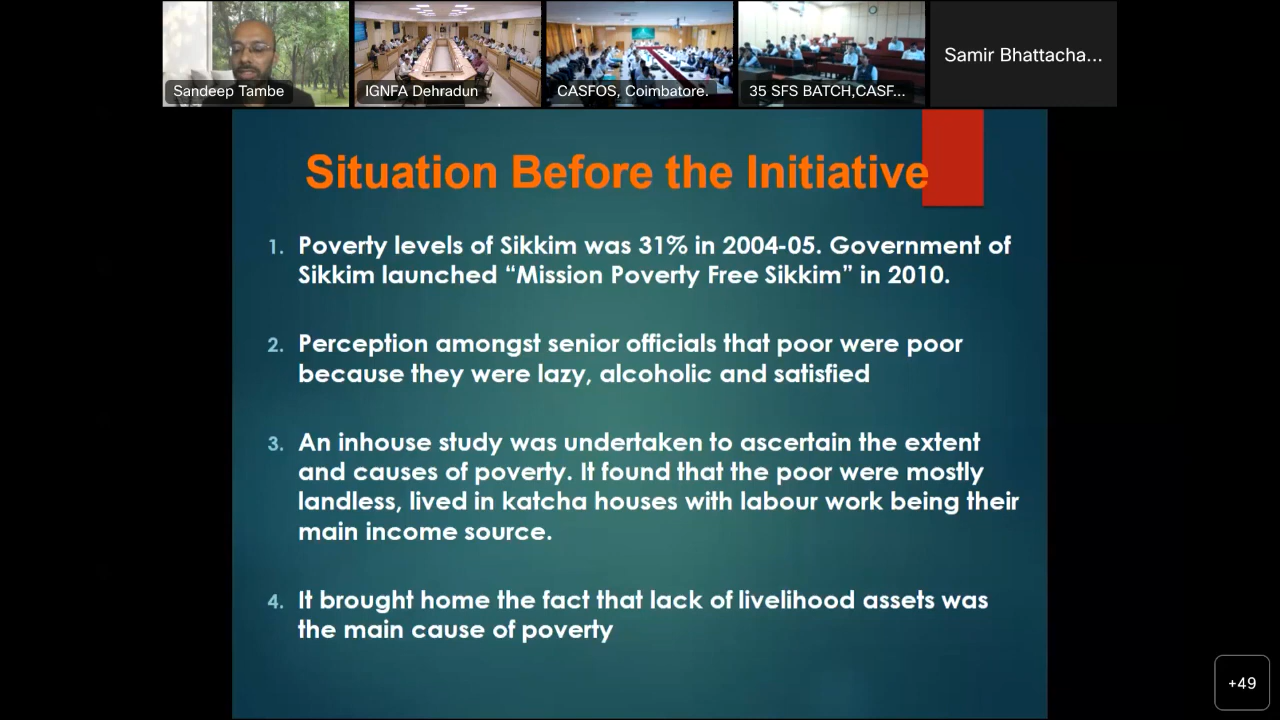 Sandeep Tambe
IGNFA Dehradun
CASFOS, Coimbatore.
35 SFS BATCH,CASF...
Samir Bhattacha...
Situation Before the Initiative
1. Poverty levels of Sikkim was 31% in 2004-05. Government of
Sikkim launched “Mission Poverty Free Sikkim” in 2010.
2. Perception amongst senior officials that poor were poor
because they were lazy, alcoholic and satisfied
3. An inhouse study was undertaken to ascertain the extent
and causes of poverty. It found that the poor were mostly
landless, lived in katcha houses with labour work being their
main income source.
4. It brought home the fact that lack of livelihood assets was
the main cause of poverty
+49